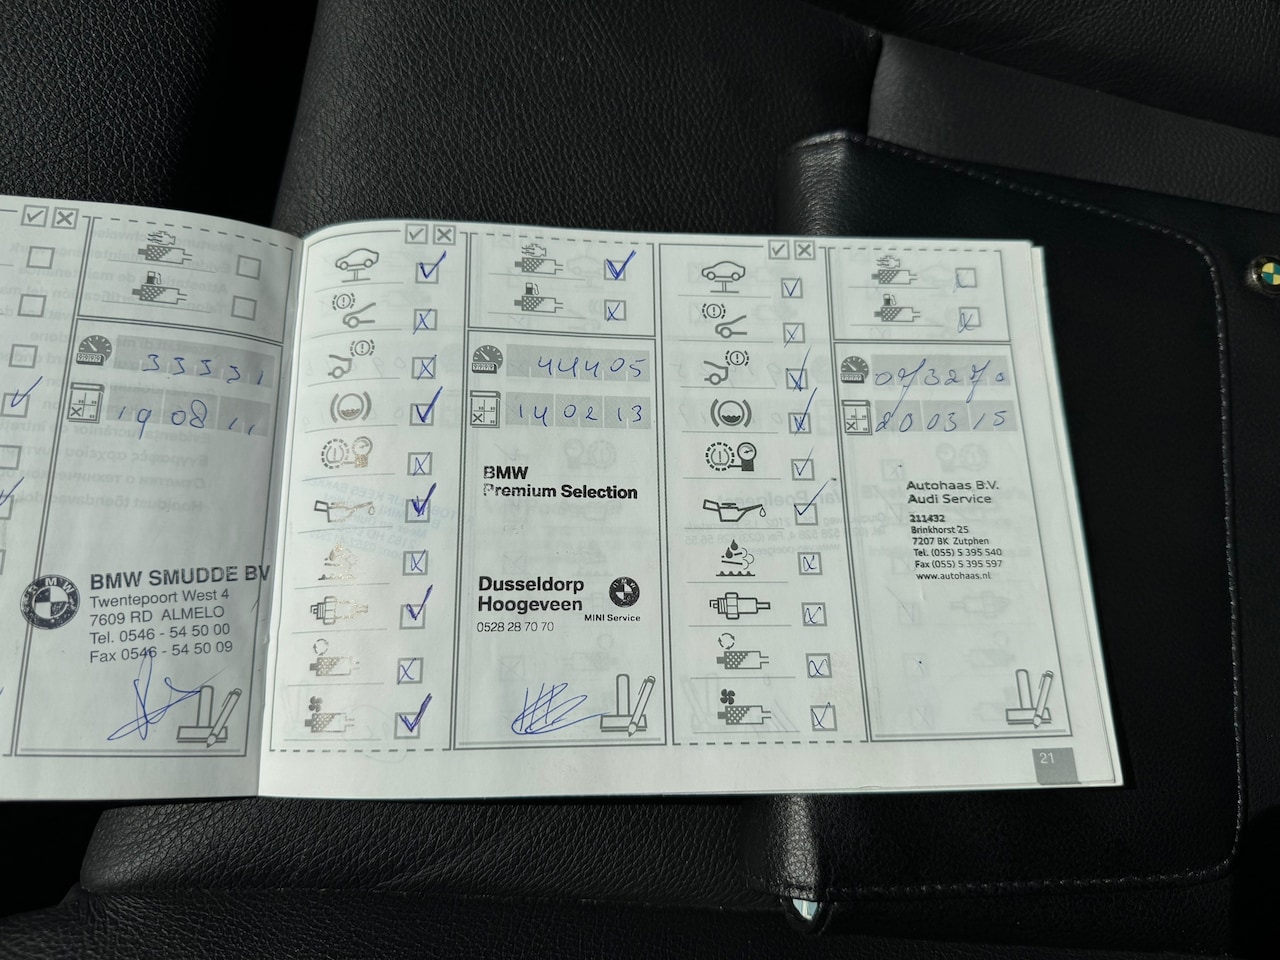 33331
19 08 11
BMW SMUDDE BV
Twentepoort West 4
7609 RD ALMELO
Tel. 0546 - 54 50 00
Fax 0546 - 54 50 09
44405
14 02 13
BMW
Premium Selection
Dusseldorp
Hoogeveen
MINI Service
0528 28 70 70
073270
20 03 15
Autohaas B.V.
Audi Service
211432
Brinkhorst 25
7207 BK Zutphen
Tel. (055) 5 395 540
Fax (055) 5 395 597
www.autohaas.nl
21